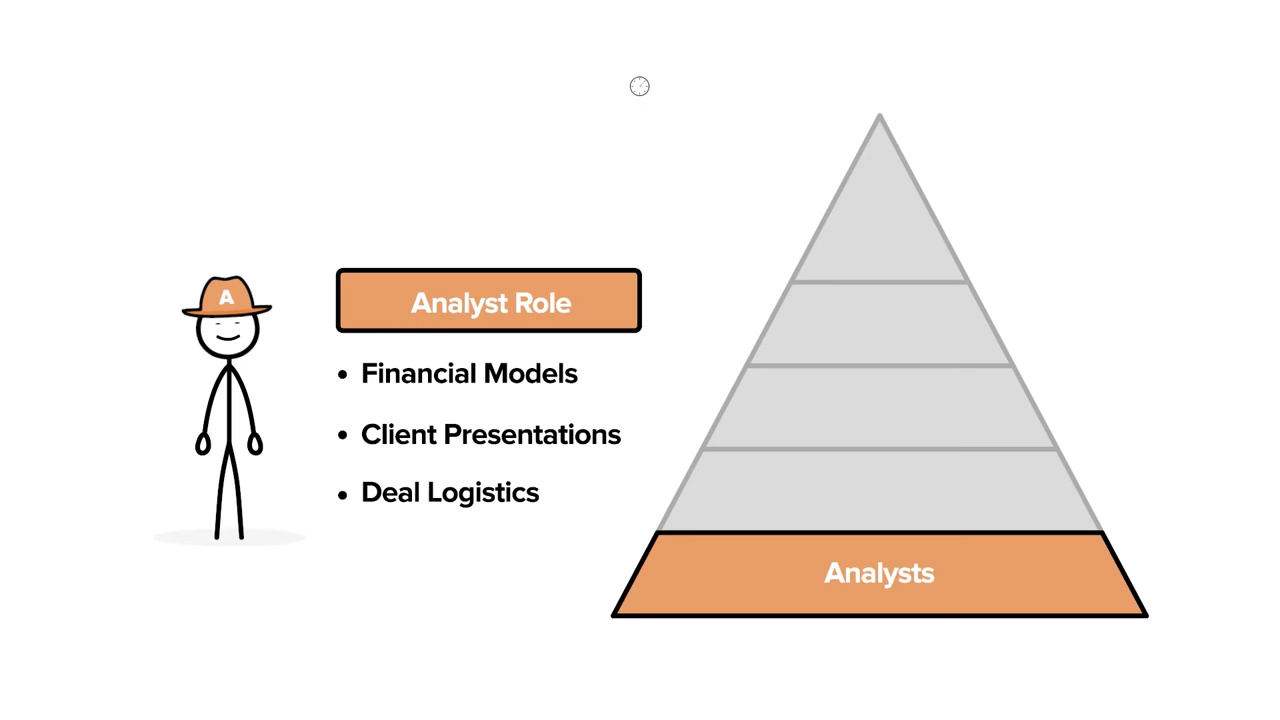 A
Analyst Role
• Financial Models
• Client Presentations
• Deal Logistics
Analysts